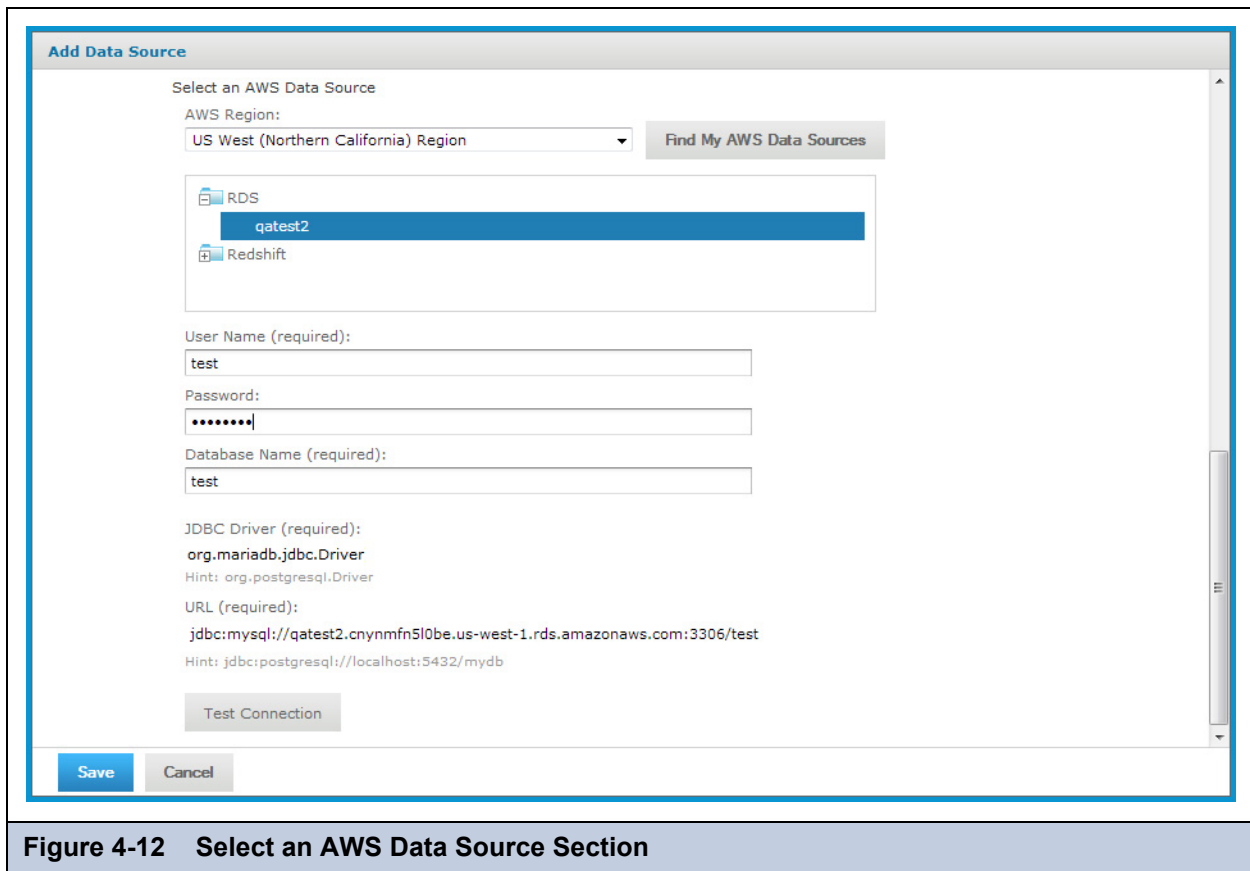 Add Data Source
Select an AWS Data Source
AWS Region:
US West (Northern California) Region
Find My AWS Data Sources
RDS
qatest2
Redshift
User Name (required):
test
Password:
••••••••
Database Name (required):
test
JDBC Driver (required):
org.mariadb.jdbc.Driver
Hint: org.postgresql.Driver
URL (required):
jdbc:mysql://qatest2.cnynmfn5l0be.us-west-1.rds.amazonaws.com:3306/test
Hint: jdbc:postgresql://localhost:5432/mydb
Test Connection
Save Cancel
Figure 4-12 Select an AWS Data Source Section